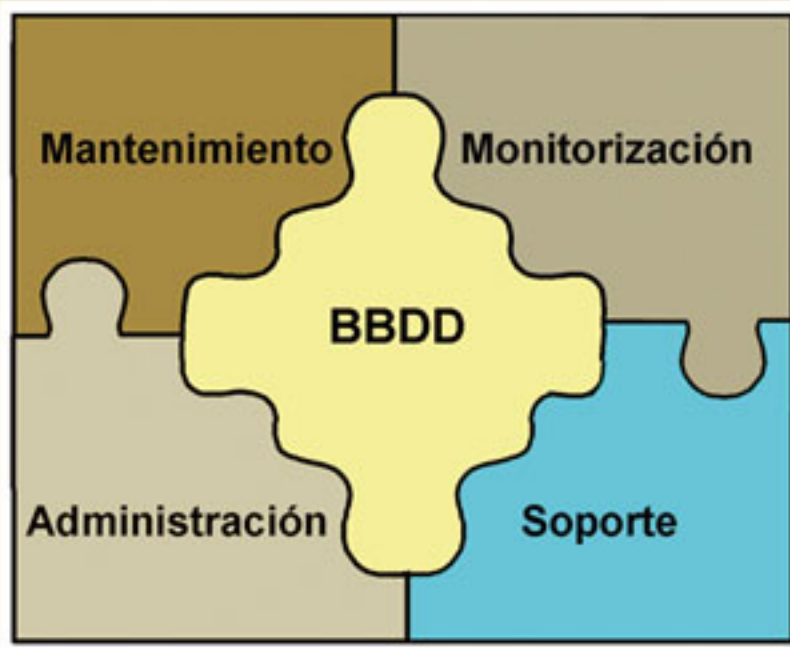 Mantenimiento
Monitorización
BBDD
Administración
Soporte